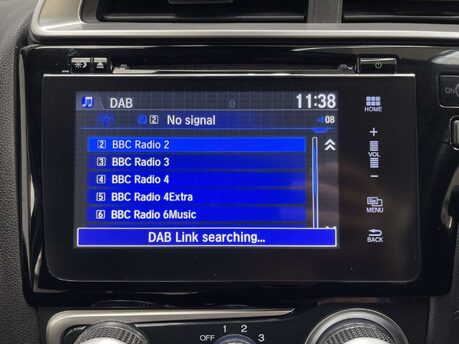 DAB
11:38
2 No signal
08
2 BBC Radio 2
3 BBC Radio 3
4 BBC Radio 4
5 BBC Radio 4Extra
6 BBC Radio 6Music
DAB Link searching...
HOME
+
VOL
−
MENU
BACK
ON
OFF 1 2 3